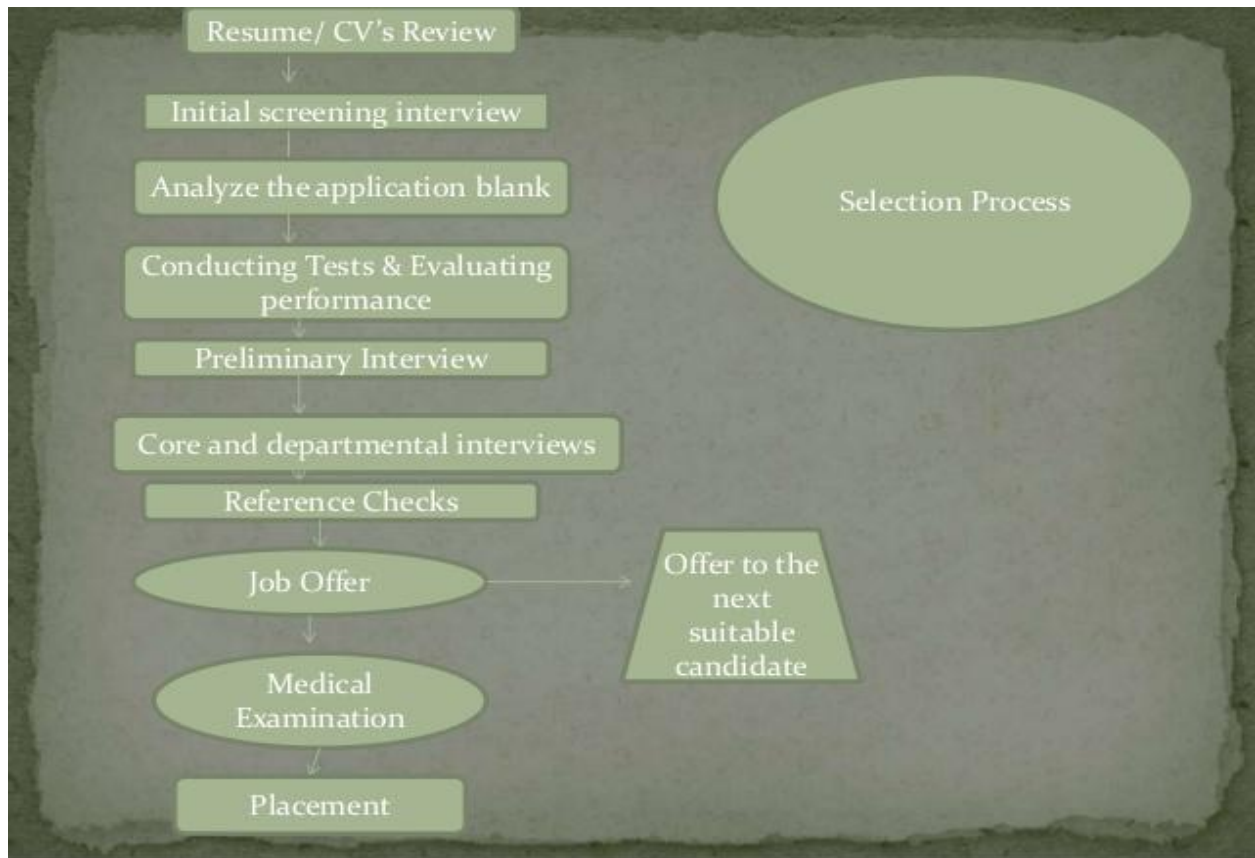 Resume/ CV's Review
Initial screening interview
Analyze the application blank
Selection Process
Conducting Tests & Evaluating
performance
Preliminary Interview
Core and departmental interviews
Reference Checks
Job Offer
Offer to the
next
suitable
candidate
Medical
Examination
Placement